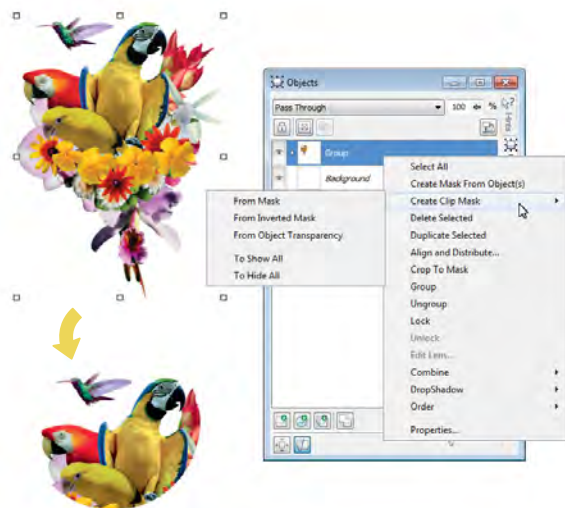 Objects
Pass Through
100
%
Hints
Group
Background
Select All
Create Mask From Object(s)
Create Clip Mask
Delete Selected
Duplicate Selected
Align and Distribute...
Crop To Mask
Group
Ungroup
Lock
Unlock
Edit Lens...
Combine
DropShadow
Order
Properties...
From Mask
From Inverted Mask
From Object Transparency
To Show All
To Hide All